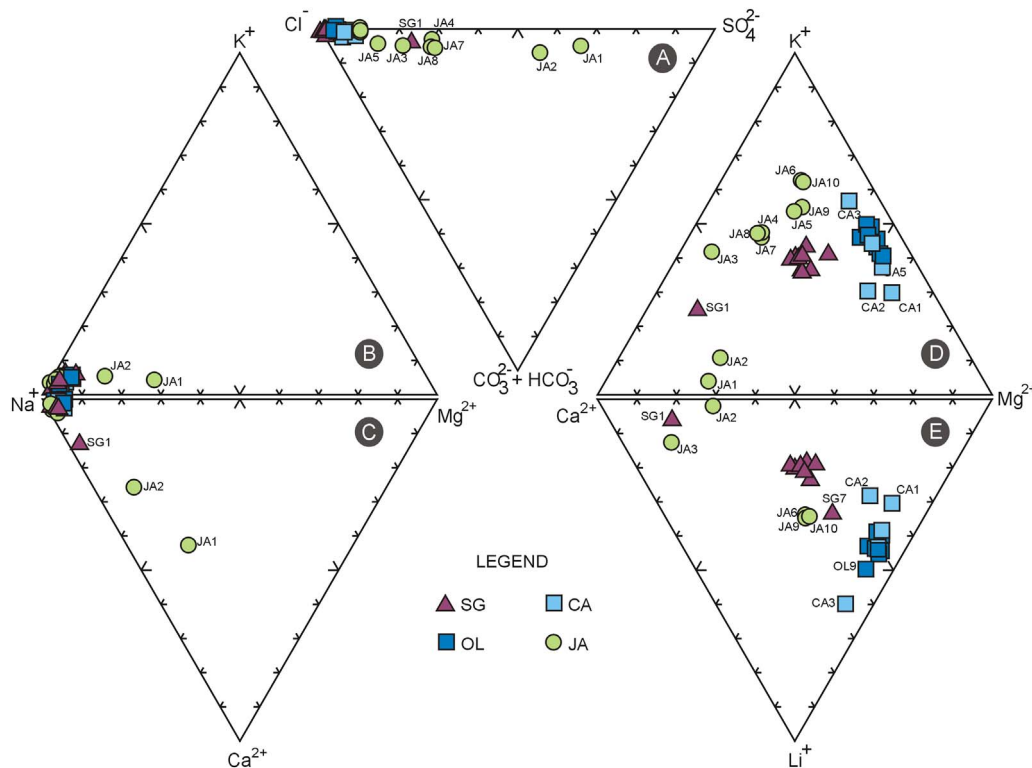 Cl⁻
SO₄²⁻
K⁺
K⁺
SG1
JA4
JA5
JA3
JA8
JA7
JA2
JA1
A
JA6
JA10
CA3
JA9
JA5
JA8
JA4
JA7
JA3
CA5
CA2
CA1
SG1
JA2
JA1
B
D
JA2
JA1
CO₃²⁻ + HCO₃⁻
Na⁺
Mg²⁺
Ca²⁺
Mg²⁻
C
E
SG1
JA2
JA1
SG1
JA2
JA3
CA2
CA1
SG7
JA6
JA9
JA10
OL9
CA3
LEGEND
SG
CA
OL
JA
Ca²⁺
Li⁺